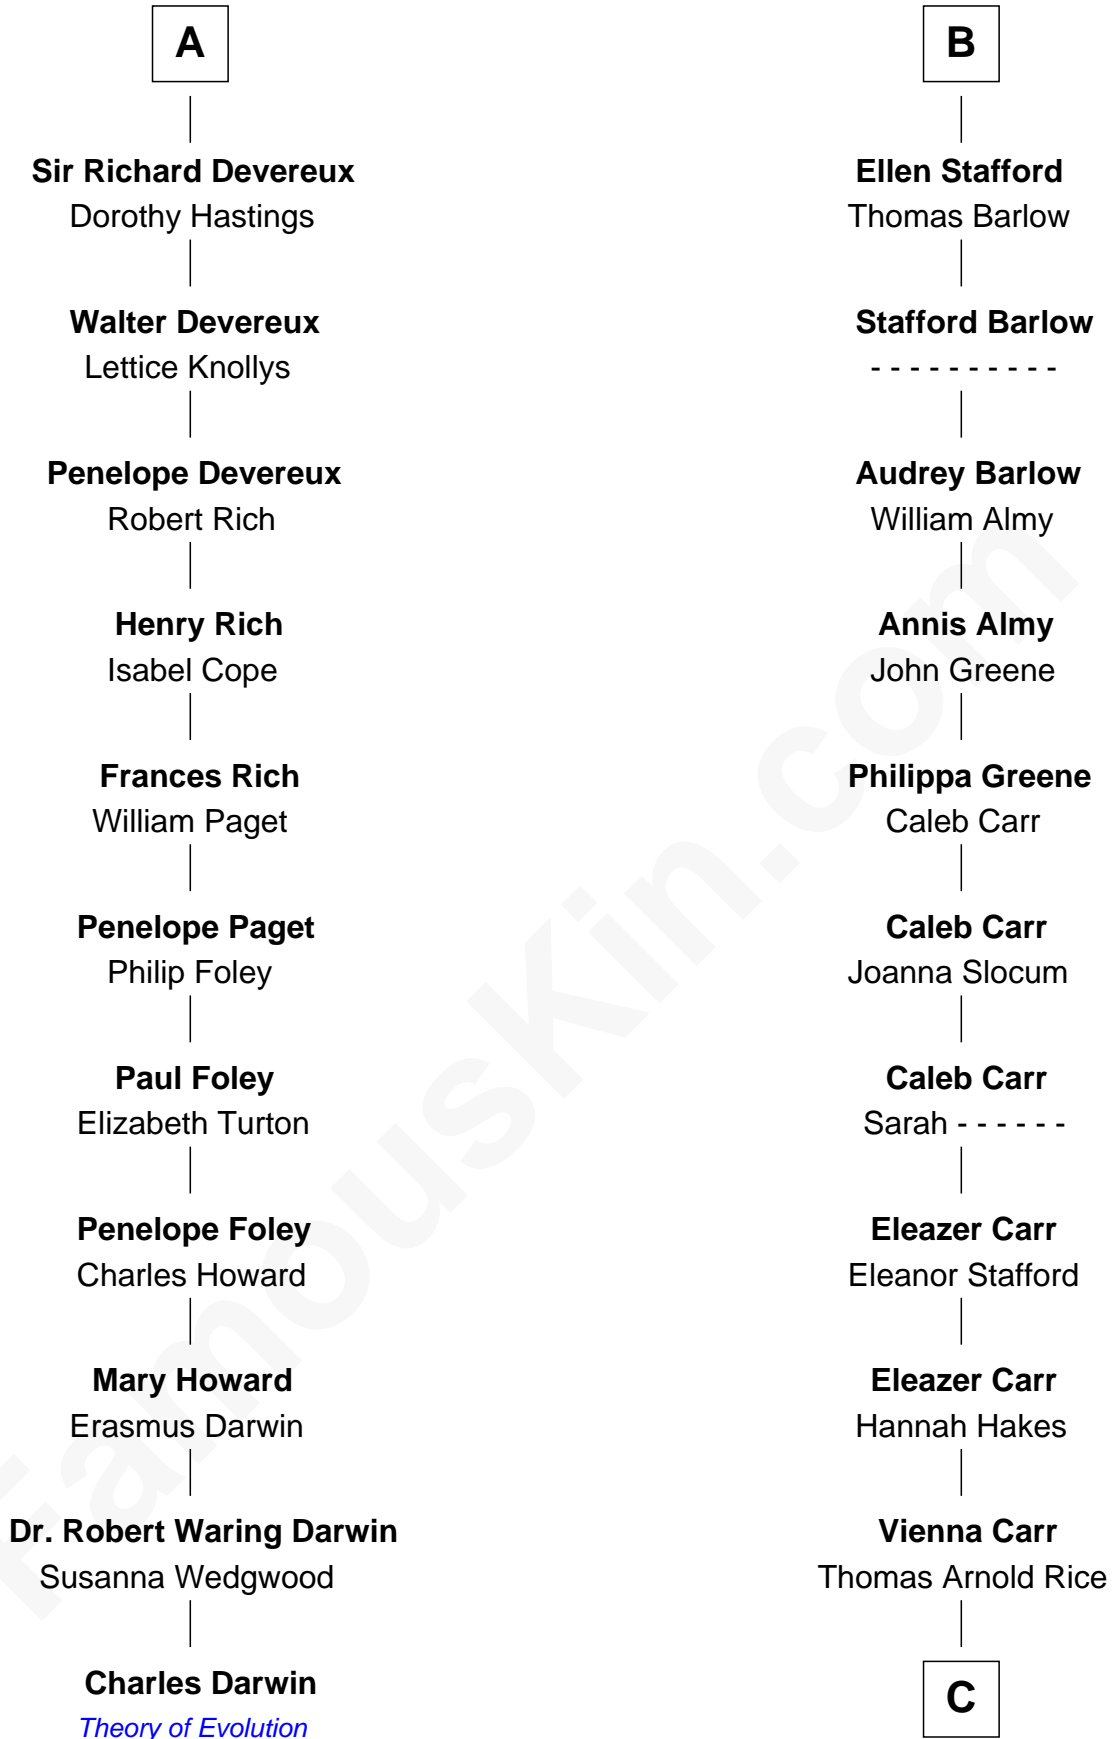 A
Sir Richard Devereux
Dorothy Hastings
Walter Devereux
Lettice Knollys
Penelope Devereux
Robert Rich
Henry Rich
Isabel Cope
Frances Rich
William Paget
Penelope Paget
Philip Foley
Paul Foley
Elizabeth Turton
Penelope Foley
Charles Howard
Mary Howard
Erasmus Darwin
Dr. Robert Waring Darwin
Susanna Wedgwood
Charles Darwin
Theory of Evolution
B
Ellen Stafford
Thomas Barlow
Stafford Barlow
- - - - - - - - - -
Audrey Barlow
William Almy
Annis Almy
John Greene
Philippa Greene
Caleb Carr
Caleb Carr
Joanna Slocum
Caleb Carr
Sarah - - - - - -
Eleazer Carr
Eleanor Stafford
Eleazer Carr
Hannah Hakes
Vienna Carr
Thomas Arnold Rice
C
FamousKin.com